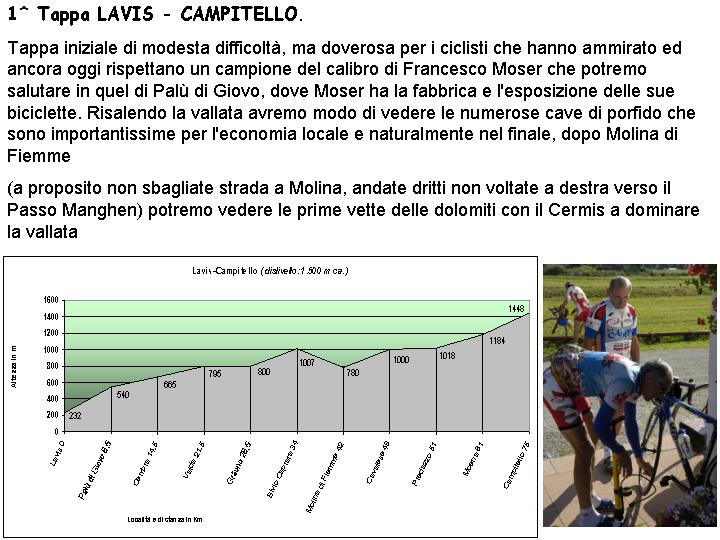 1^ Tappa LAVIS - CAMPITELLO.
Tappa iniziale di modesta difficoltà, ma doverosa per i ciclisti che hanno ammirato ed
ancora oggi rispettano un campione del calibro di Francesco Moser che potremo
salutare in quel di Palù di Giovo, dove Moser ha la fabbrica e l'esposizione delle sue
biciclette. Risalendo la vallata avremo modo di vedere le numerose cave di porfido che
sono importantissime per l'economia locale e naturalmente nel finale, dopo Molina di
Fiemme
(a proposito non sbagliate strada a Molina, andate dritti non voltate a destra verso il
Passo Manghen) potremo vedere le prime vette delle dolomiti con il Cermis a dominare
la vallata
Lavis-Campitello (dislivello:1.500 m ca.)
Altezza in m
1600
1400
1200
1000
800
600
400
200
0
232
540
665
795
800
1007
780
1000
1018
1184
1448
Lavis 0
Palù di Giovo 8,5
Cembra 14,5
Valda 21,5
28,5
Bivio 34
Molina di Fiemme 42
Cavalese 48
Predazzo 61
Moena
Campitello
Località e distanza in Km